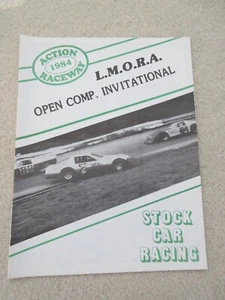 ACTION
1984
RACEWAY
L.M.O.R.A.
OPEN COMP. INVITATIONAL
STOCK
CAR
RACING